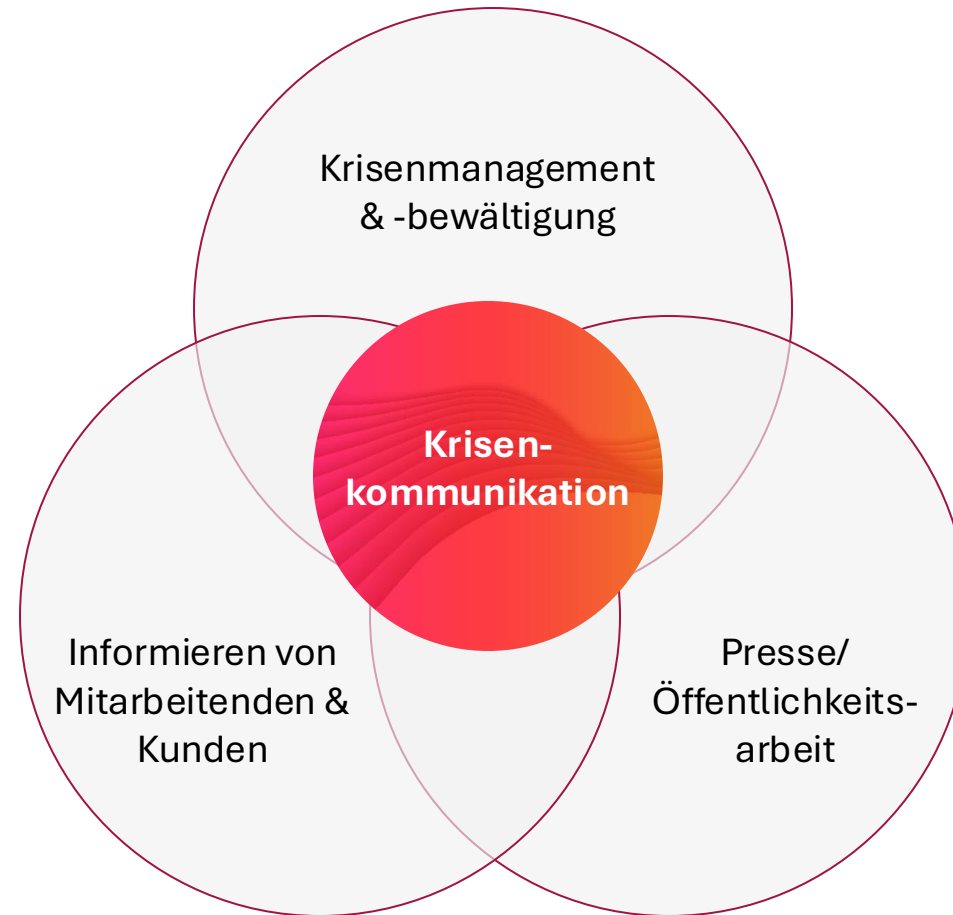 Krisenmanagement
& -bewältigung
Krisen-
kommunikation
Informieren von
Mitarbeitenden &
Kunden
Presse/
Öffentlichkeits-
arbeit